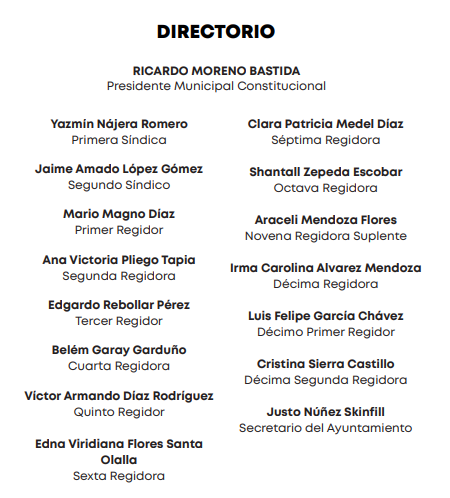 DIRECTORIO
RICARDO MORENO BASTIDA
Presidente Municipal Constitucional
Yazmín Nájera Romero
Primera Síndica
Jaime Amado López Gómez
Segundo Síndico
Mario Magno Díaz
Primer Regidor
Ana Victoria Pliego Tapia
Segunda Regidora
Edgardo Rebollar Pérez
Tercer Regidor
Belém Garay Garduño
Cuarta Regidora
Víctor Armando Díaz Rodríguez
Quinto Regidor
Edna Viridiana Flores Santa
Olalla
Sexta Regidora
Clara Patricia Medel Díaz
Séptima Regidora
Shantall Zepeda Escobar
Octava Regidora
Araceli Mendoza Flores
Novena Regidora Suplente
Irma Carolina Alvarez Mendoza
Décima Regidora
Luis Felipe García Chávez
Décimo Primer Regidor
Cristina Sierra Castillo
Décima Segunda Regidora
Justo Núñez Skinfill
Secretario del Ayuntamiento